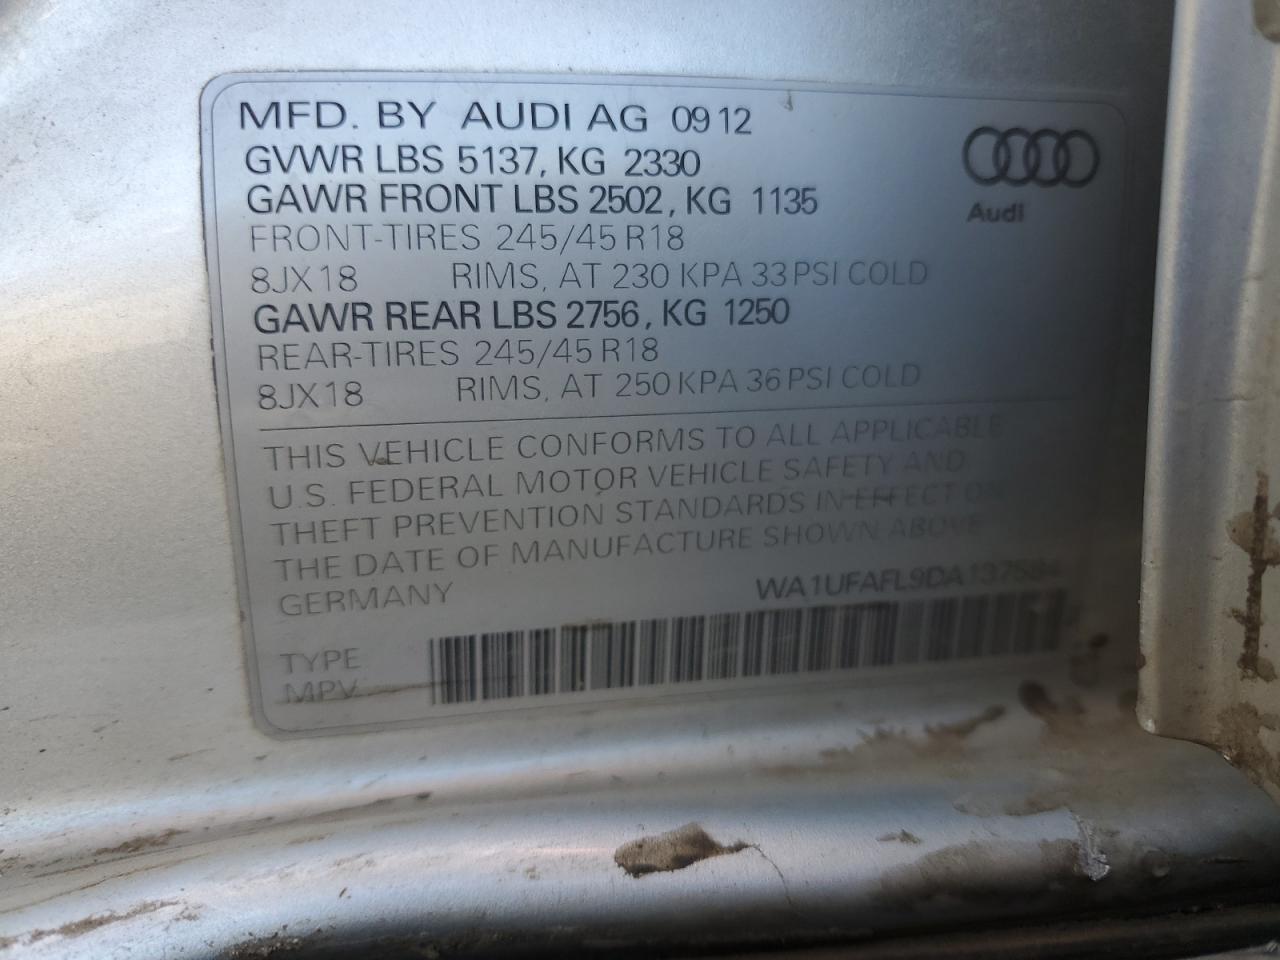 MFD. BY AUDI AG 09 12
GVWR LBS 5137, KG 2330
GAWR FRONT LBS 2502, KG 1135
FRONT-TIRES 245/45 R18
8JX18 RIMS, AT 230 KPA 33 PSI COLD
GAWR REAR LBS 2756, KG 1250
REAR-TIRES 245/45 R18
8JX18 RIMS, AT 250 KPA 36 PSI COLD
THIS VEHICLE CONFORMS TO ALL APPLICABLE
U.S. FEDERAL MOTOR VEHICLE SAFETY AND
THEFT PREVENTION STANDARDS IN EFFECT ON
THE DATE OF MANUFACTURE SHOWN ABOVE
GERMANY WA1UFAFL9DA137584
TYPE
MPV
Audi